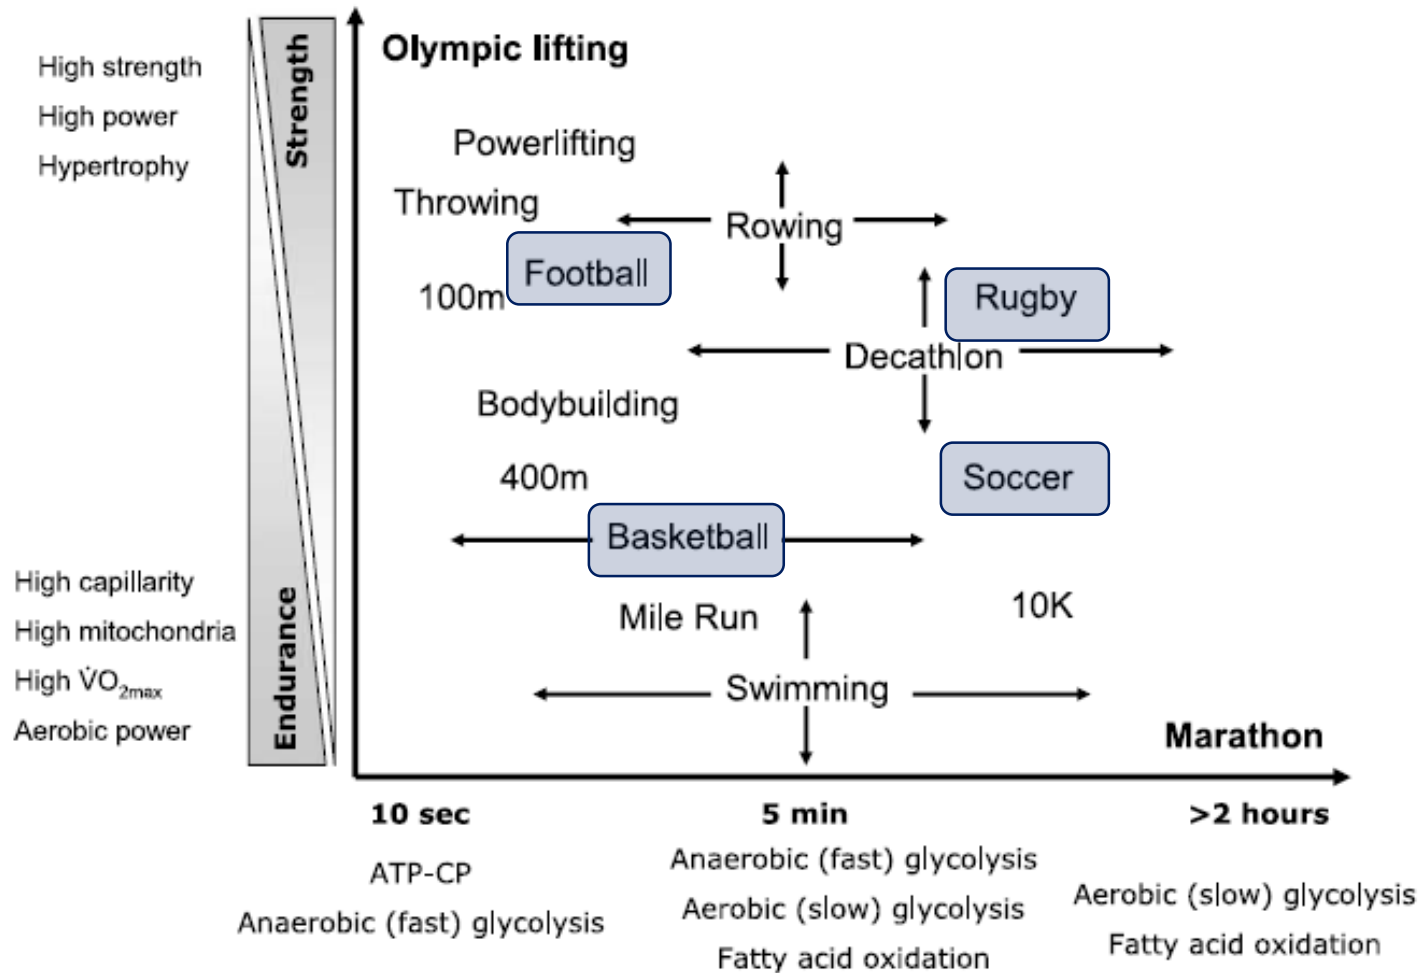 Olympic lifting
High strength
High power
Hypertrophy
Strength
Powerlifting
Throwing
Rowing
Football
100m
Rugby
Decathlon
Bodybuilding
400m
Soccer
Basketball
High capillarity
High mitochondria
High V̇O2max
Aerobic power
Endurance
Mile Run
10K
Swimming
Marathon
10 sec
5 min
>2 hours
ATP-CP
Anaerobic (fast) glycolysis
Anaerobic (fast) glycolysis
Aerobic (slow) glycolysis
Fatty acid oxidation
Aerobic (slow) glycolysis
Fatty acid oxidation